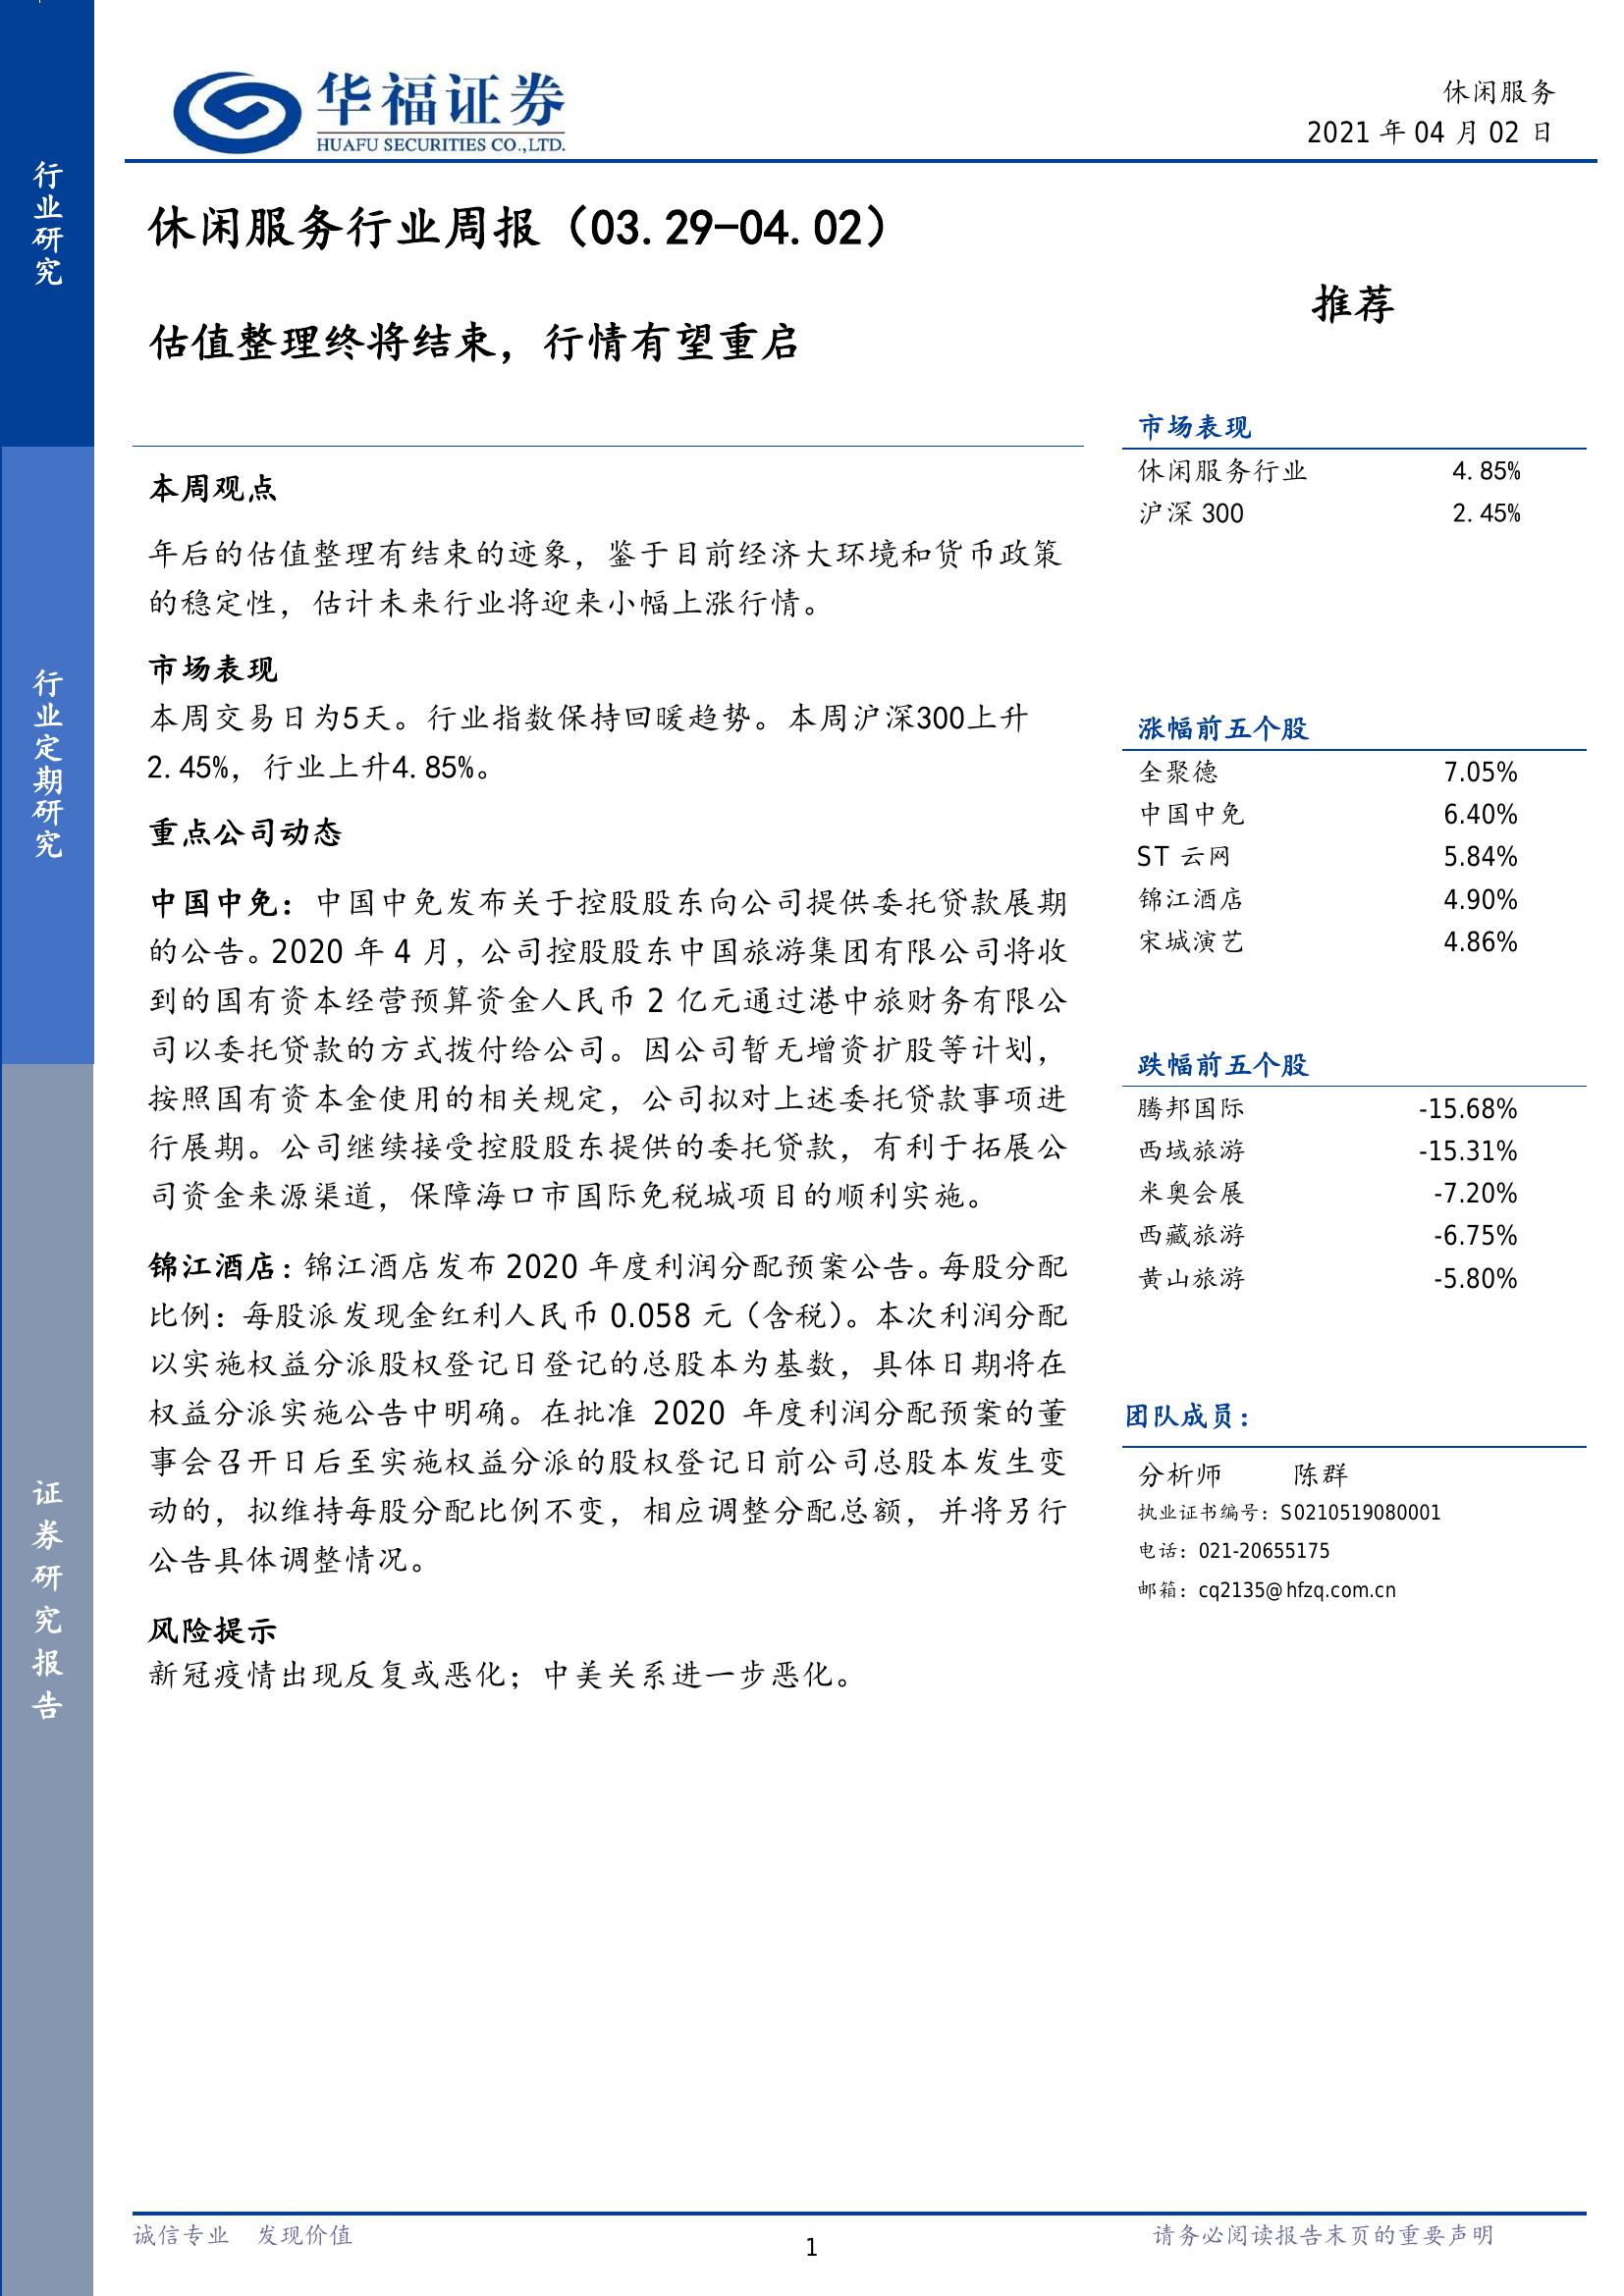 华福证券
HUAFU SECURITIES CO.,LTD.
休闲服务
2021 年 04 月 02 日
行业研究
行业定期研究
证券研究报告
休闲服务行业周报（03. 29-04. 02）
估值整理终将结束，行情有望重启
推荐
本周观点
年后的估值整理有结束的迹象，鉴于目前经济大环境和货币政策
的稳定性，估计未来行业将迎来小幅上涨行情。
市场表现
本周交易日为5天。行业指数保持回暖趋势。本周沪深300上升
2. 45%，行业上升4. 85%。
重点公司动态
中国中免：中国中免发布关于控股股东向公司提供委托贷款展期
的公告。2020 年 4 月，公司控股股东中国旅游集团有限公司将收
到的国有资本经营预算资金人民币 2 亿元通过港中旅财务有限公
司以委托贷款的方式拨付给公司。因公司暂无增资扩股等计划，
按照国有资本金使用的相关规定，公司拟对上述委托贷款事项进
行展期。公司继续接受控股股东提供的委托贷款，有利于拓展公
司资金来源渠道，保障海口市国际免税城项目的顺利实施。
锦江酒店：锦江酒店发布 2020 年度利润分配预案公告。每股分配
比例：每股派发现金红利人民币 0.058 元（含税）。本次利润分配
以实施权益分派股权登记日登记的总股本为基数，具体日期将在
权益分派实施公告中明确。在批准 2020 年度利润分配预案的董
事会召开日后至实施权益分派的股权登记日前公司总股本发生变
动的，拟维持每股分配比例不变，相应调整分配总额，并将另行
公告具体调整情况。
风险提示
新冠疫情出现反复或恶化；中美关系进一步恶化。
市场表现
休闲服务行业 4. 85%
沪深 300 2. 45%
涨幅前五个股
全聚德 7.05%
中国中免 6.40%
ST 云网 5.84%
锦江酒店 4.90%
宋城演艺 4.86%
跌幅前五个股
腾邦国际 -15.68%
西域旅游 -15.31%
米奥会展 -7.20%
西藏旅游 -6.75%
黄山旅游 -5.80%
团队成员：
分析师 陈群
执业证书编号：S0210519080001
电话：021-20655175
邮箱：cq2135@hfzq.com.cn
诚信专业 发现价值
1
请务必阅读报告末页的重要声明